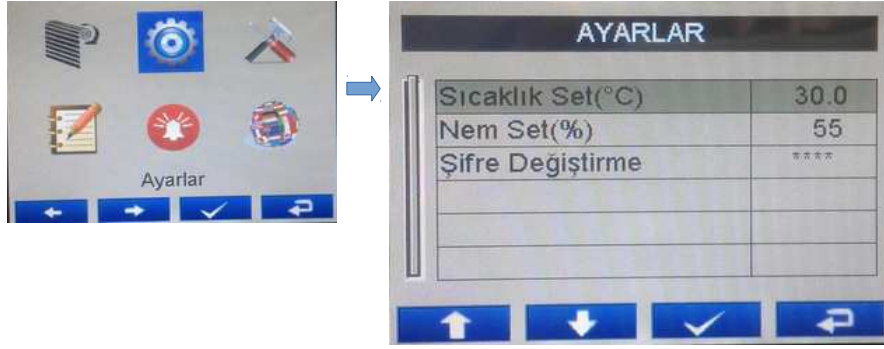 Ayarlar
AYARLAR
Sıcaklık Set(°C) 30.0
Nem Set(%) 55
Şifre Değiştirme ****